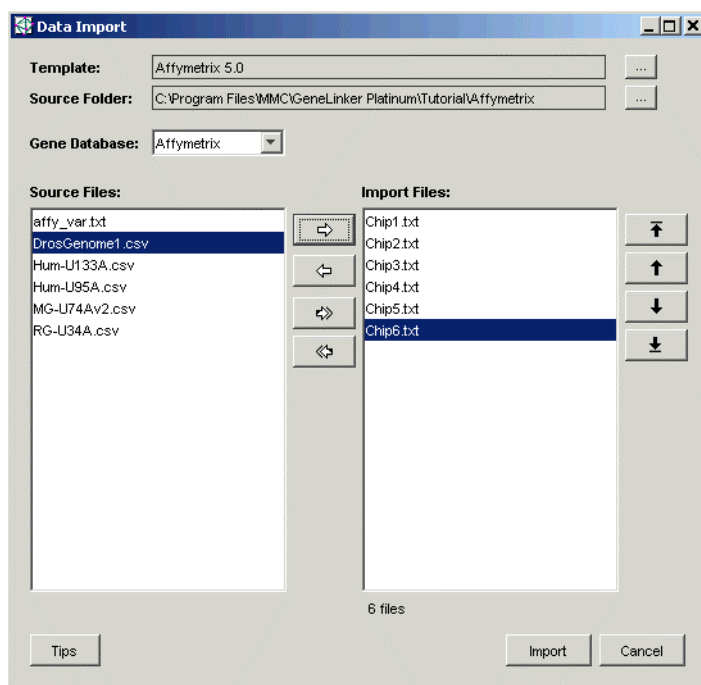 Data Import
Template: Affymetrix 5.0 ...
Source Folder: C:\Program Files\MMC\GeneLinker Platinum\Tutorial\Affymetrix ...
Gene Database: Affymetrix
Source Files: Import Files:
affy_var.txt Chip1.txt
DrosGenome1.csv Chip2.txt
Hum-U133A.csv Chip3.txt
Hum-U95A.csv Chip4.txt
MG-U74Av2.csv Chip5.txt
RG-U34A.csv Chip6.txt
6 files
Tips Import Cancel